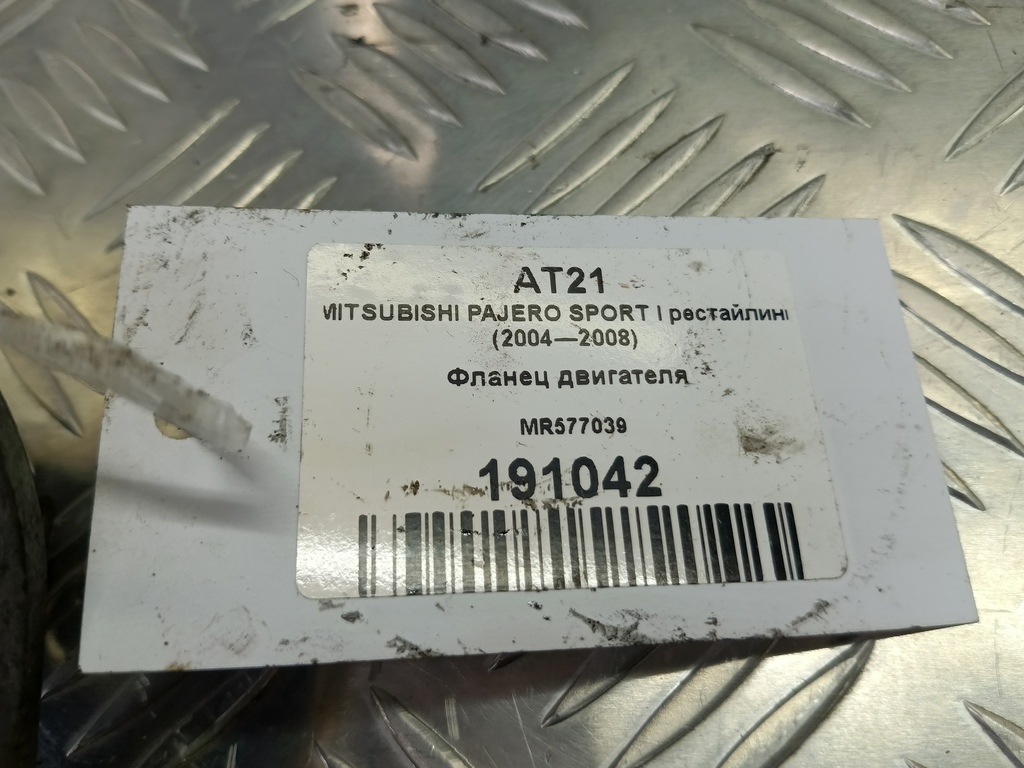 AT21
MITSUBISHI PAJERO SPORT I рестайлинг
(2004—2008)
Фланец двигателя
MR577039
191042